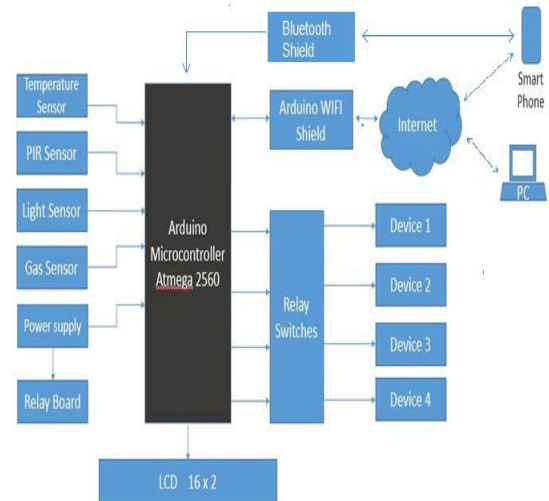 Bluetooth
Shield
Smart
Phone
Temperature
Sensor
Arduino WIFI
Shield
Internet
PIR Sensor
PC
Light Sensor
Arduino
Microcontroller
Atmega 2560
Gas Sensor
Power supply
Relay Board
Relay
Switches
Device 1
Device 2
Device 3
Device 4
LCD 16 x 2